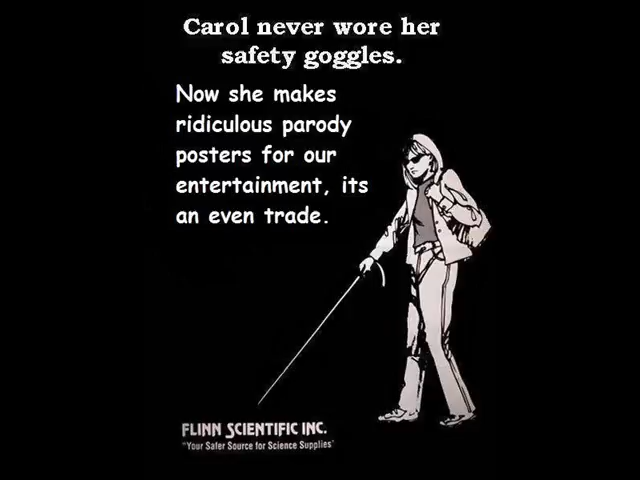 Carol never wore her
safety goggles.
Now she makes
ridiculous parody
posters for our
entertainment, its
an even trade.
FLINN SCIENTIFIC INC.
"Your Safer Source for Science Supplies"